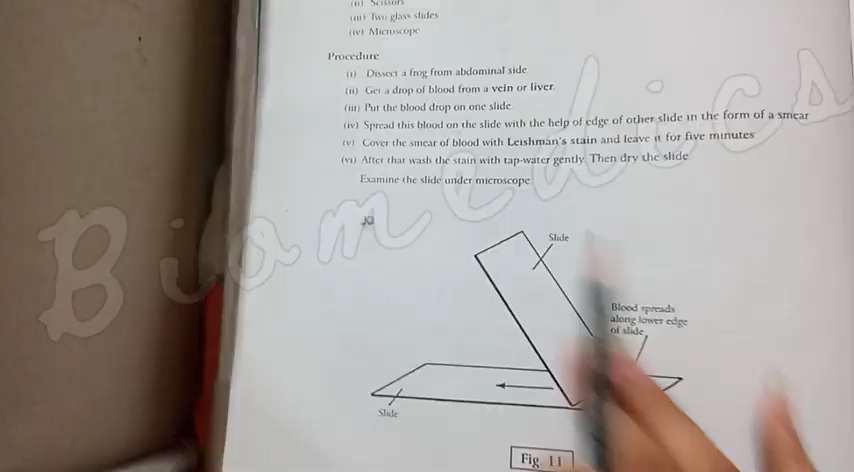 (ii) Scissors
(iii) Two glass slides
(iv) Microscope
Procedure
(i) Dissect a frog from abdominal side
(ii) Get a drop of blood from a vein or liver.
(iii) Put the blood drop on one slide.
(iv) Spread this blood on the slide with the help of edge of other slide in the form of a smear
(v) Cover the smear of blood with Leishman's stain and leave it for five minutes
(vi) After that wash the stain with tap-water gently. Then dry the slide
Examine the slide under microscope
Biomedics
Slide
Blood spreads
along lower edge
of slide
Slide
Fig. 11